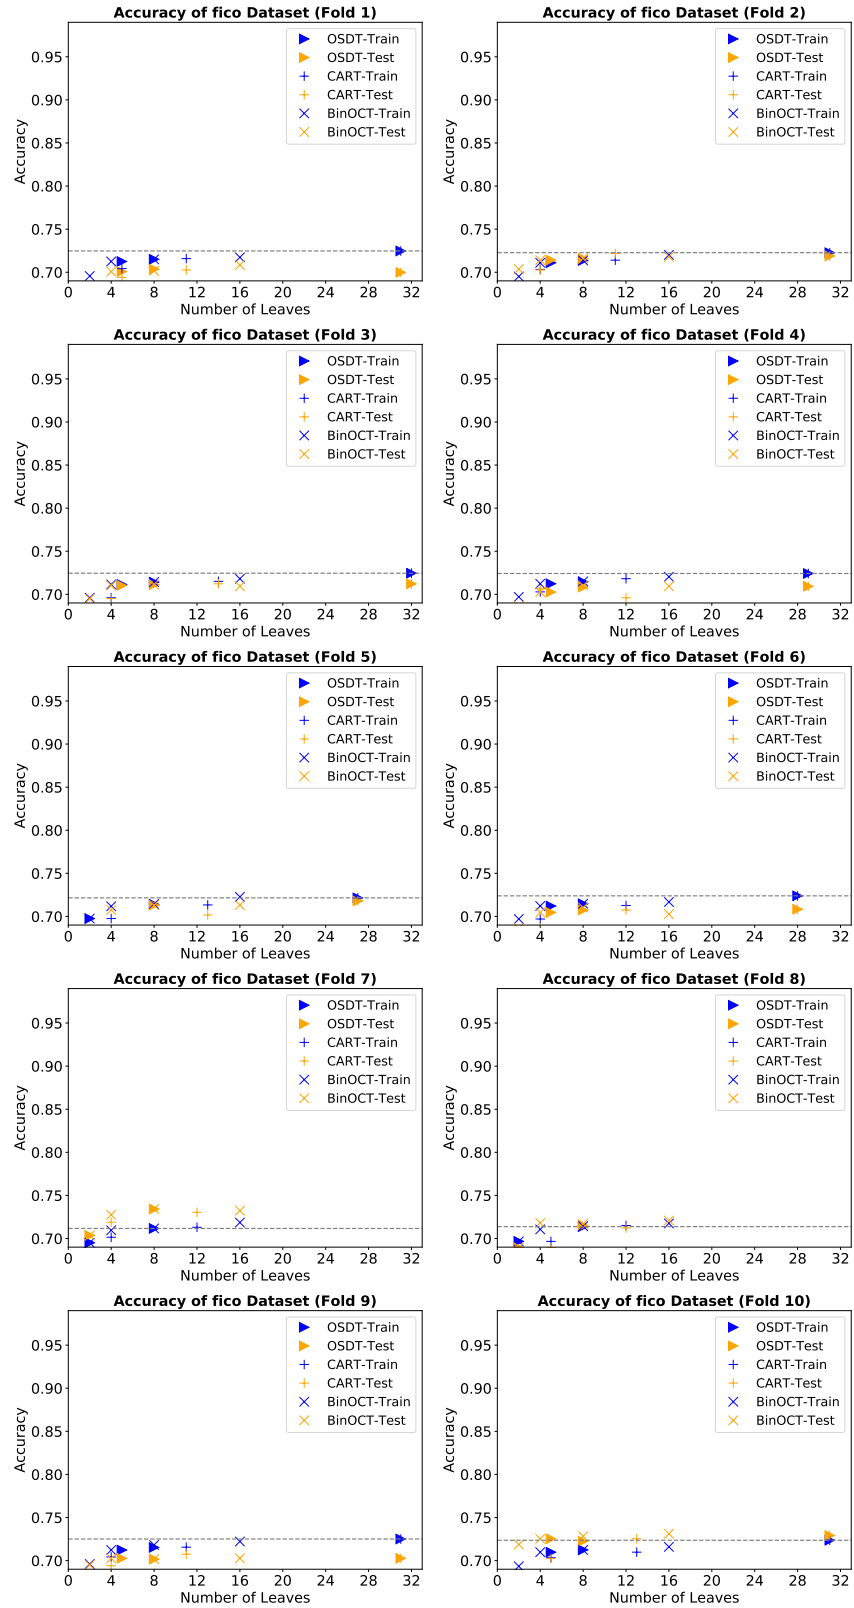 Accuracy of fico Dataset (Fold 1)
Accuracy
0.95
0.90
0.85
0.80
0.75
0.70
OSDT-Train
OSDT-Test
CART-Train
CART-Test
BinOCT-Train
BinOCT-Test
0 4 8 12 16 20 24 28 32
Number of Leaves
Accuracy of fico Dataset (Fold 2)
Accuracy
0.95
0.90
0.85
0.80
0.75
0.70
OSDT-Train
OSDT-Test
CART-Train
CART-Test
BinOCT-Train
BinOCT-Test
0 4 8 12 16 20 24 28 32
Number of Leaves
Accuracy of fico Dataset (Fold 3)
Accuracy
0.95
0.90
0.85
0.80
0.75
0.70
OSDT-Train
OSDT-Test
CART-Train
CART-Test
BinOCT-Train
BinOCT-Test
0 4 8 12 16 20 24 28 32
Number of Leaves
Accuracy of fico Dataset (Fold 4)
Accuracy
0.95
0.90
0.85
0.80
0.75
0.70
OSDT-Train
OSDT-Test
CART-Train
CART-Test
BinOCT-Train
BinOCT-Test
0 4 8 12 16 20 24 28 32
Number of Leaves
Accuracy of fico Dataset (Fold 5)
Accuracy
0.95
0.90
0.85
0.80
0.75
0.70
OSDT-Train
OSDT-Test
CART-Train
CART-Test
BinOCT-Train
BinOCT-Test
0 4 8 12 16 20 24 28 32
Number of Leaves
Accuracy of fico Dataset (Fold 6)
Accuracy
0.95
0.90
0.85
0.80
0.75
0.70
OSDT-Train
OSDT-Test
CART-Train
CART-Test
BinOCT-Train
BinOCT-Test
0 4 8 12 16 20 24 28 32
Number of Leaves
Accuracy of fico Dataset (Fold 7)
Accuracy
0.95
0.90
0.85
0.80
0.75
0.70
OSDT-Train
OSDT-Test
CART-Train
CART-Test
BinOCT-Train
BinOCT-Test
0 4 8 12 16 20 24 28 32
Number of Leaves
Accuracy of fico Dataset (Fold 8)
Accuracy
0.95
0.90
0.85
0.80
0.75
0.70
OSDT-Train
OSDT-Test
CART-Train
CART-Test
BinOCT-Train
BinOCT-Test
0 4 8 12 16 20 24 28 32
Number of Leaves
Accuracy of fico Dataset (Fold 9)
Accuracy
0.95
0.90
0.85
0.80
0.75
0.70
OSDT-Train
OSDT-Test
CART-Train
CART-Test
BinOCT-Train
BinOCT-Test
0 4 8 12 16 20 24 28 32
Number of Leaves
Accuracy of fico Dataset (Fold 10)
Accuracy
0.95
0.90
0.85
0.80
0.75
0.70
OSDT-Train
OSDT-Test
CART-Train
CART-Test
BinOCT-Train
BinOCT-Test
0 4 8 12 16 20 24 28 32
Number of Leaves